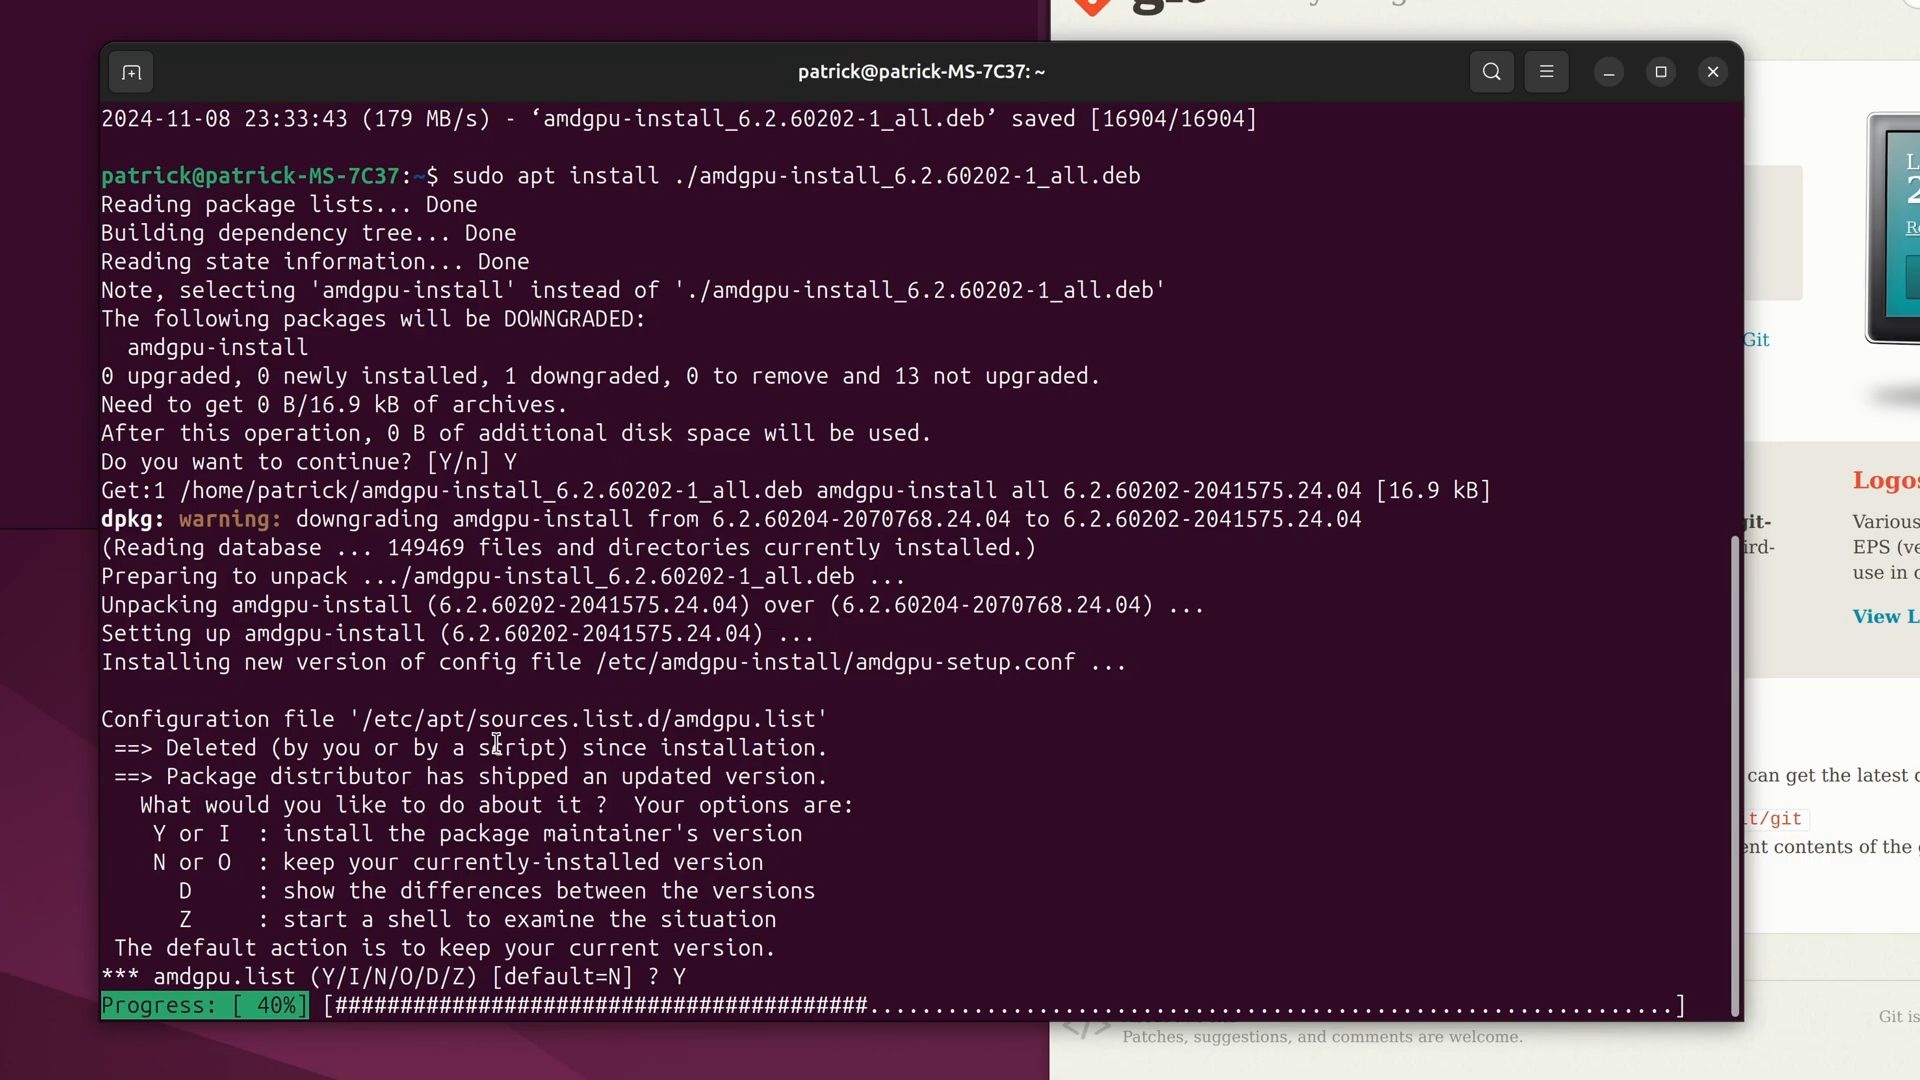 patrick@patrick-MS-7C37: ~
2024-11-08 23:33:43 (179 MB/s) - ‘amdgpu-install_6.2.60202-1_all.deb’ saved [16904/16904]
patrick@patrick-MS-7C37:~$ sudo apt install ./amdgpu-install_6.2.60202-1_all.deb
Reading package lists... Done
Building dependency tree... Done
Reading state information... Done
Note, selecting 'amdgpu-install' instead of './amdgpu-install_6.2.60202-1_all.deb'
The following packages will be DOWNGRADED:
amdgpu-install
0 upgraded, 0 newly installed, 1 downgraded, 0 to remove and 13 not upgraded.
Need to get 0 B/16.9 kB of archives.
After this operation, 0 B of additional disk space will be used.
Do you want to continue? [Y/n] Y
Get:1 /home/patrick/amdgpu-install_6.2.60202-1_all.deb amdgpu-install all 6.2.60202-2041575.24.04 [16.9 kB]
dpkg: warning: downgrading amdgpu-install from 6.2.60204-2070768.24.04 to 6.2.60202-2041575.24.04
(Reading database ... 149469 files and directories currently installed.)
Preparing to unpack .../amdgpu-install_6.2.60202-1_all.deb ...
Unpacking amdgpu-install (6.2.60202-2041575.24.04) over (6.2.60204-2070768.24.04) ...
Setting up amdgpu-install (6.2.60202-2041575.24.04) ...
Installing new version of config file /etc/amdgpu-install/amdgpu-setup.conf ...
Configuration file '/etc/apt/sources.list.d/amdgpu.list'
==> Deleted (by you or by a script) since installation.
==> Package distributor has shipped an updated version.
What would you like to do about it ?  Your options are:
Y or I  : install the package maintainer's version
N or O  : keep your currently-installed version
D     : show the differences between the versions
Z     : start a shell to examine the situation
The default action is to keep your current version.
*** amdgpu.list (Y/I/N/O/D/Z) [default=N] ? Y
Progress: [ 40%] [#########################################..............................................................]
Git
Logos
git-
Various
ird-
EPS (ve
use in o
View L
can get the latest
it/git
ent contents of the
Git is
Patches, suggestions, and comments are welcome.